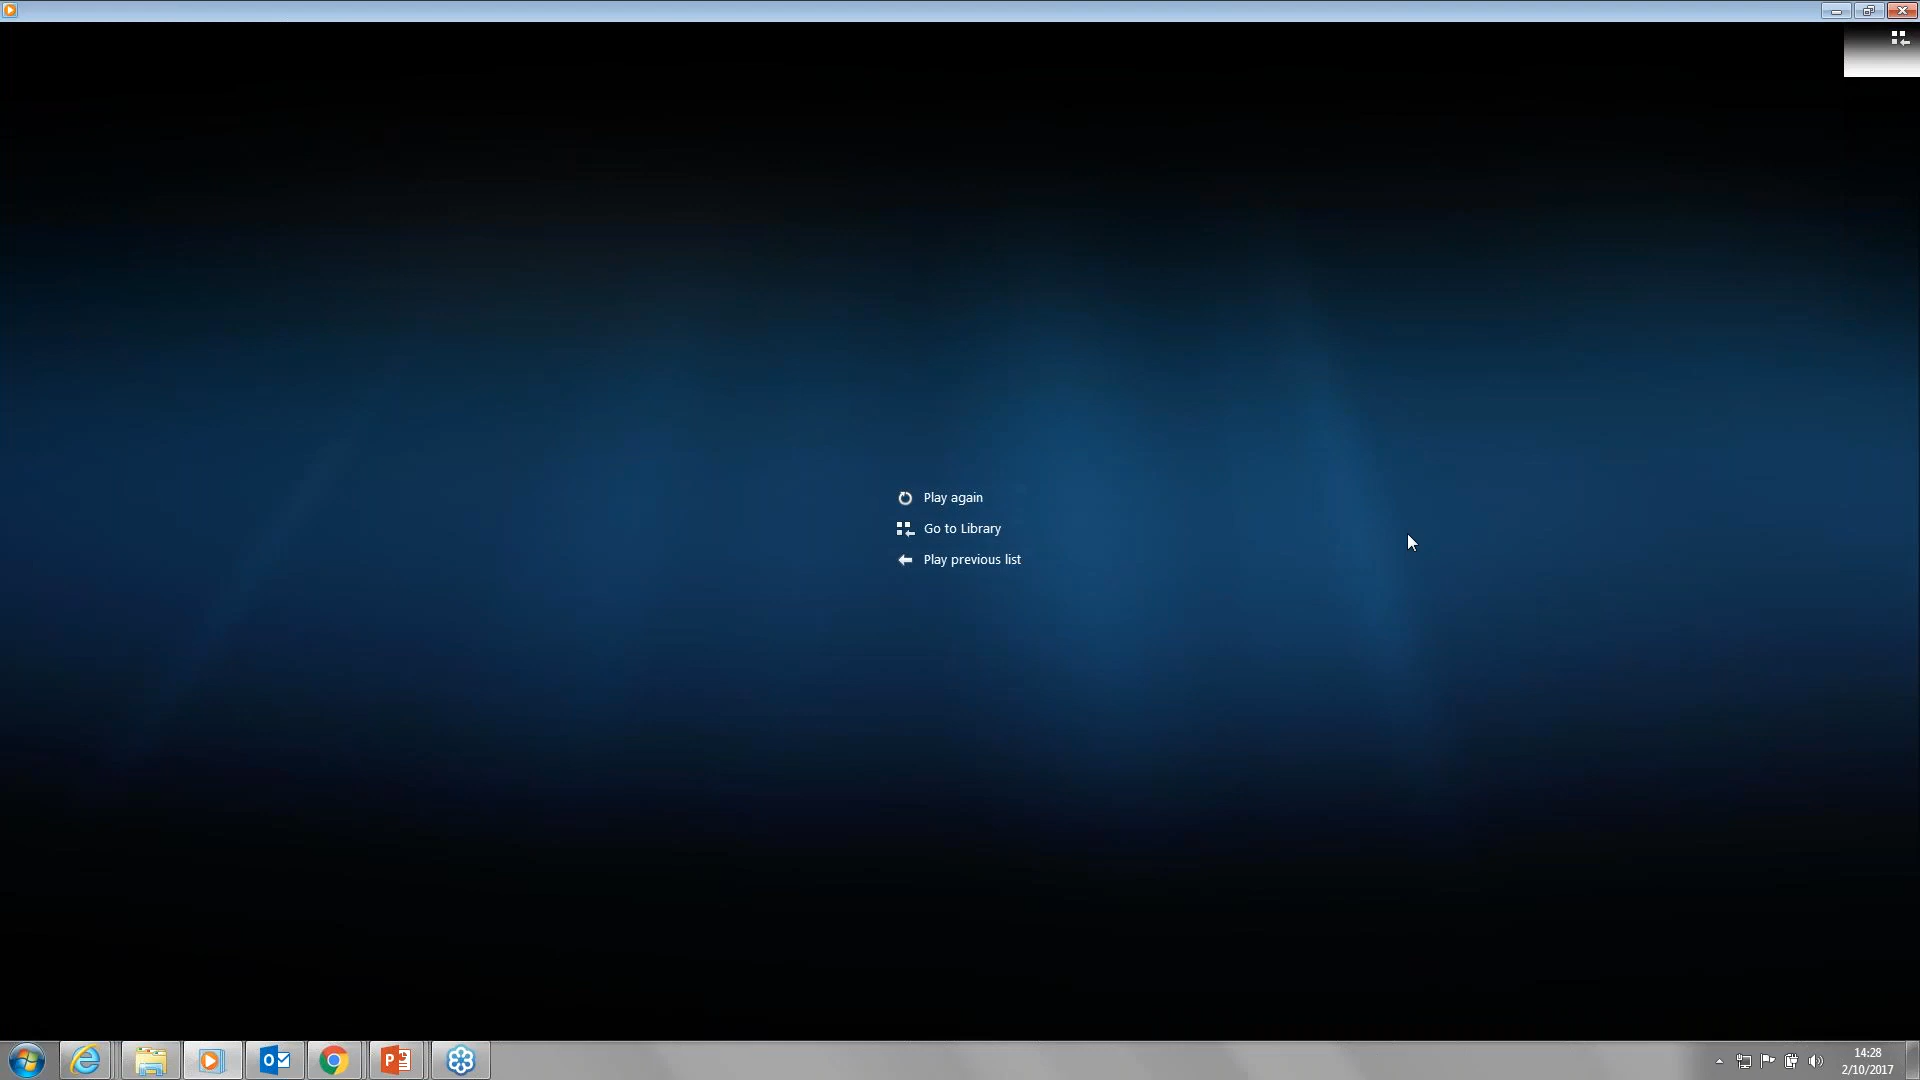 Play again
Go to Library
Play previous list
14:28
2/10/2017